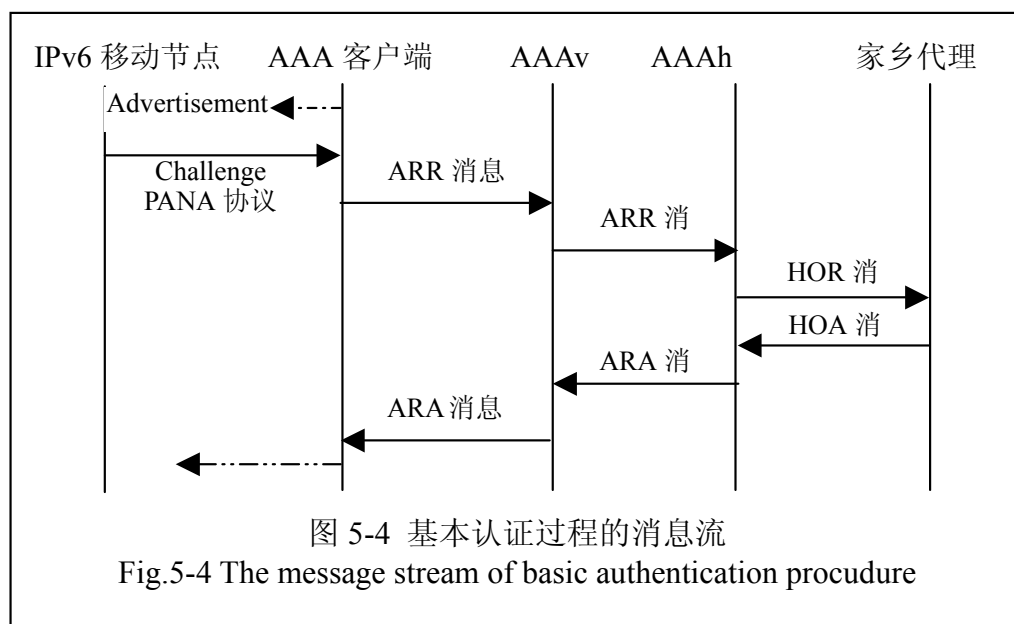 IPv6 移动节点 AAA 客户端 AAAv AAAh 家乡代理
Advertisement
Challenge
PANA 协议
ARR 消息
ARR 消
HOR 消
HOA 消
ARA 消
ARA 消息
图 5-4 基本认证过程的消息流
Fig.5-4 The message stream of basic authentication procudure